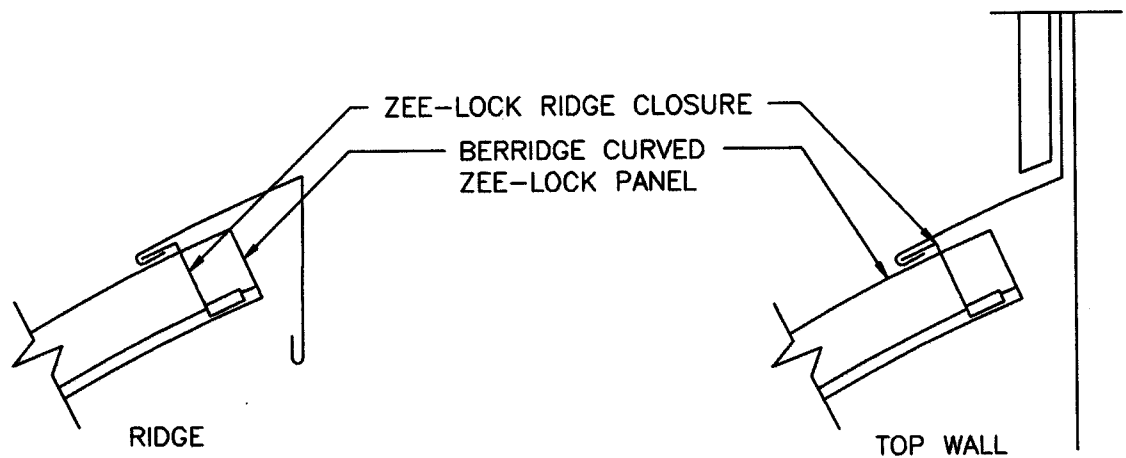 ZEE-LOCK RIDGE CLOSURE
BERRIDGE CURVED
ZEE-LOCK PANEL
RIDGE
TOP WALL